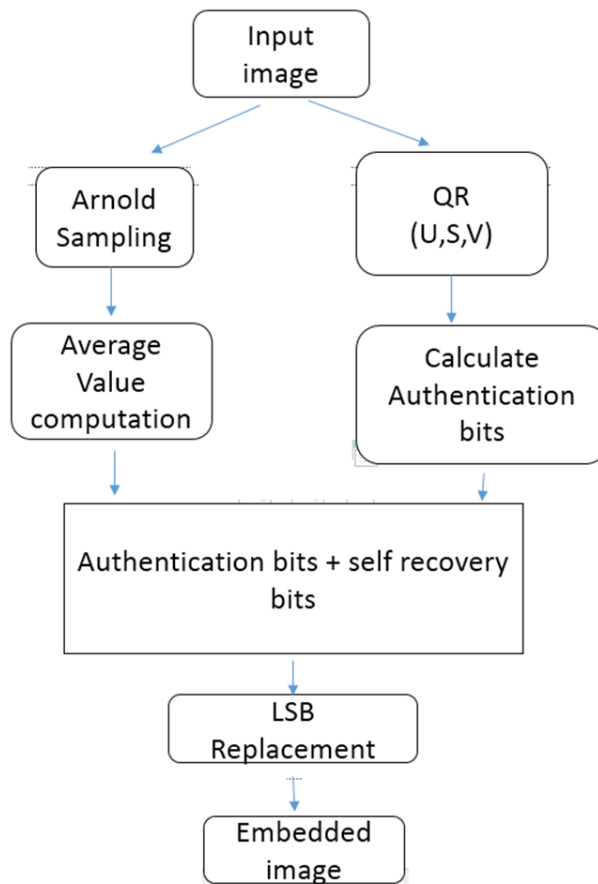 Input
image
Arnold
Sampling
QR
(U,S,V)
Average
Value
computation
Calculate
Authentication
bits
Authentication bits + self recovery
bits
LSB
Replacement
Embedded
image